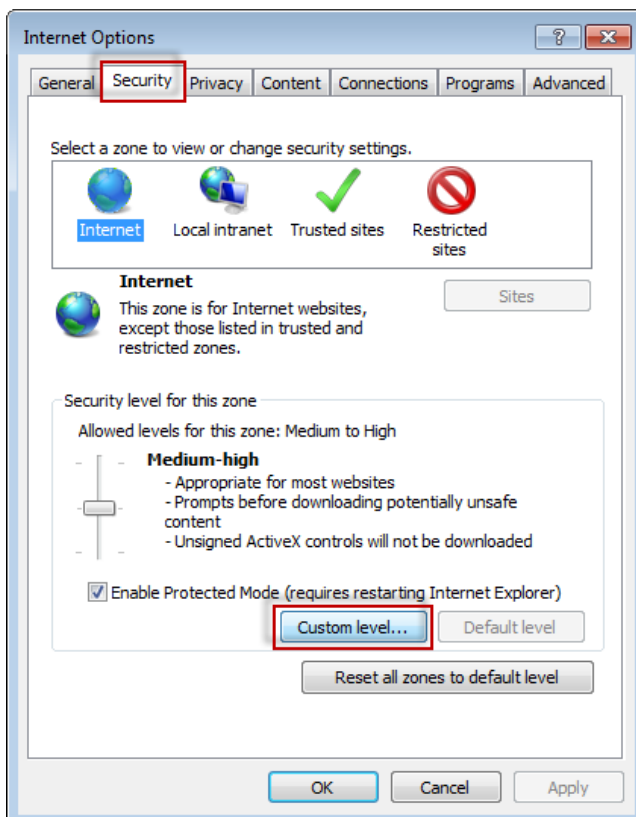 Internet Options
General Security Privacy Content Connections Programs Advanced
Select a zone to view or change security settings.
Internet Local intranet Trusted sites Restricted
sites
Internet
Sites
This zone is for Internet websites,
except those listed in trusted and
restricted zones.
Security level for this zone
Allowed levels for this zone: Medium to High
Medium-high
- Appropriate for most websites
- Prompts before downloading potentially unsafe
content
- Unsigned ActiveX controls will not be downloaded
Enable Protected Mode (requires restarting Internet Explorer)
Custom level... Default level
Reset all zones to default level
OK Cancel Apply